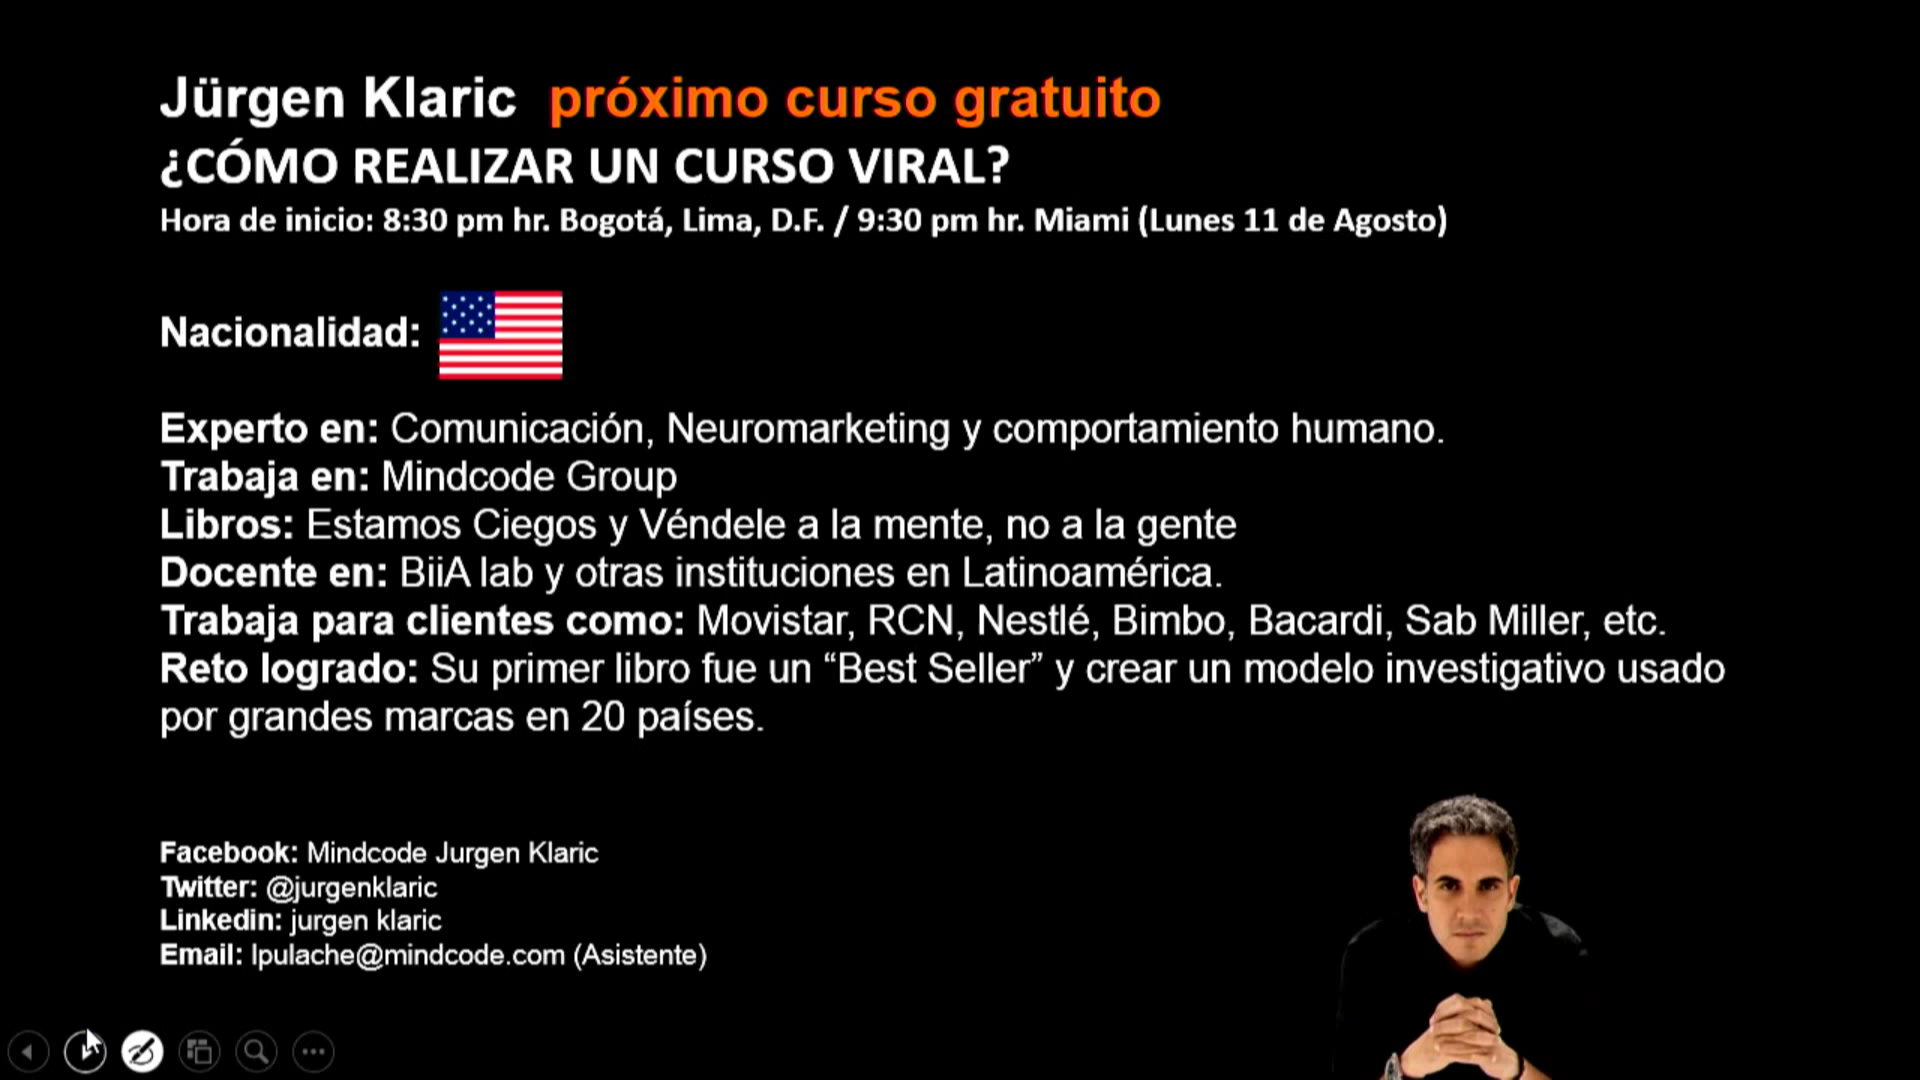 Jürgen Klaric próximo curso gratuito
¿CÓMO REALIZAR UN CURSO VIRAL?
Hora de inicio: 8:30 pm hr. Bogotá, Lima, D.F. / 9:30 pm hr. Miami (Lunes 11 de Agosto)
Nacionalidad:
Experto en: Comunicación, Neuromarketing y comportamiento humano.
Trabaja en: Mindcode Group
Libros: Estamos Ciegos y Véndele a la mente, no a la gente
Docente en: BiiA lab y otras instituciones en Latinoamérica.
Trabaja para clientes como: Movistar, RCN, Nestlé, Bimbo, Bacardi, Sab Miller, etc.
Reto logrado: Su primer libro fue un “Best Seller” y crear un modelo investigativo usado
por grandes marcas en 20 países.
Facebook: Mindcode Jurgen Klaric
Twitter: @jurgenklaric
Linkedin: jurgen klaric
Email: lpulache@mindcode.com (Asistente)